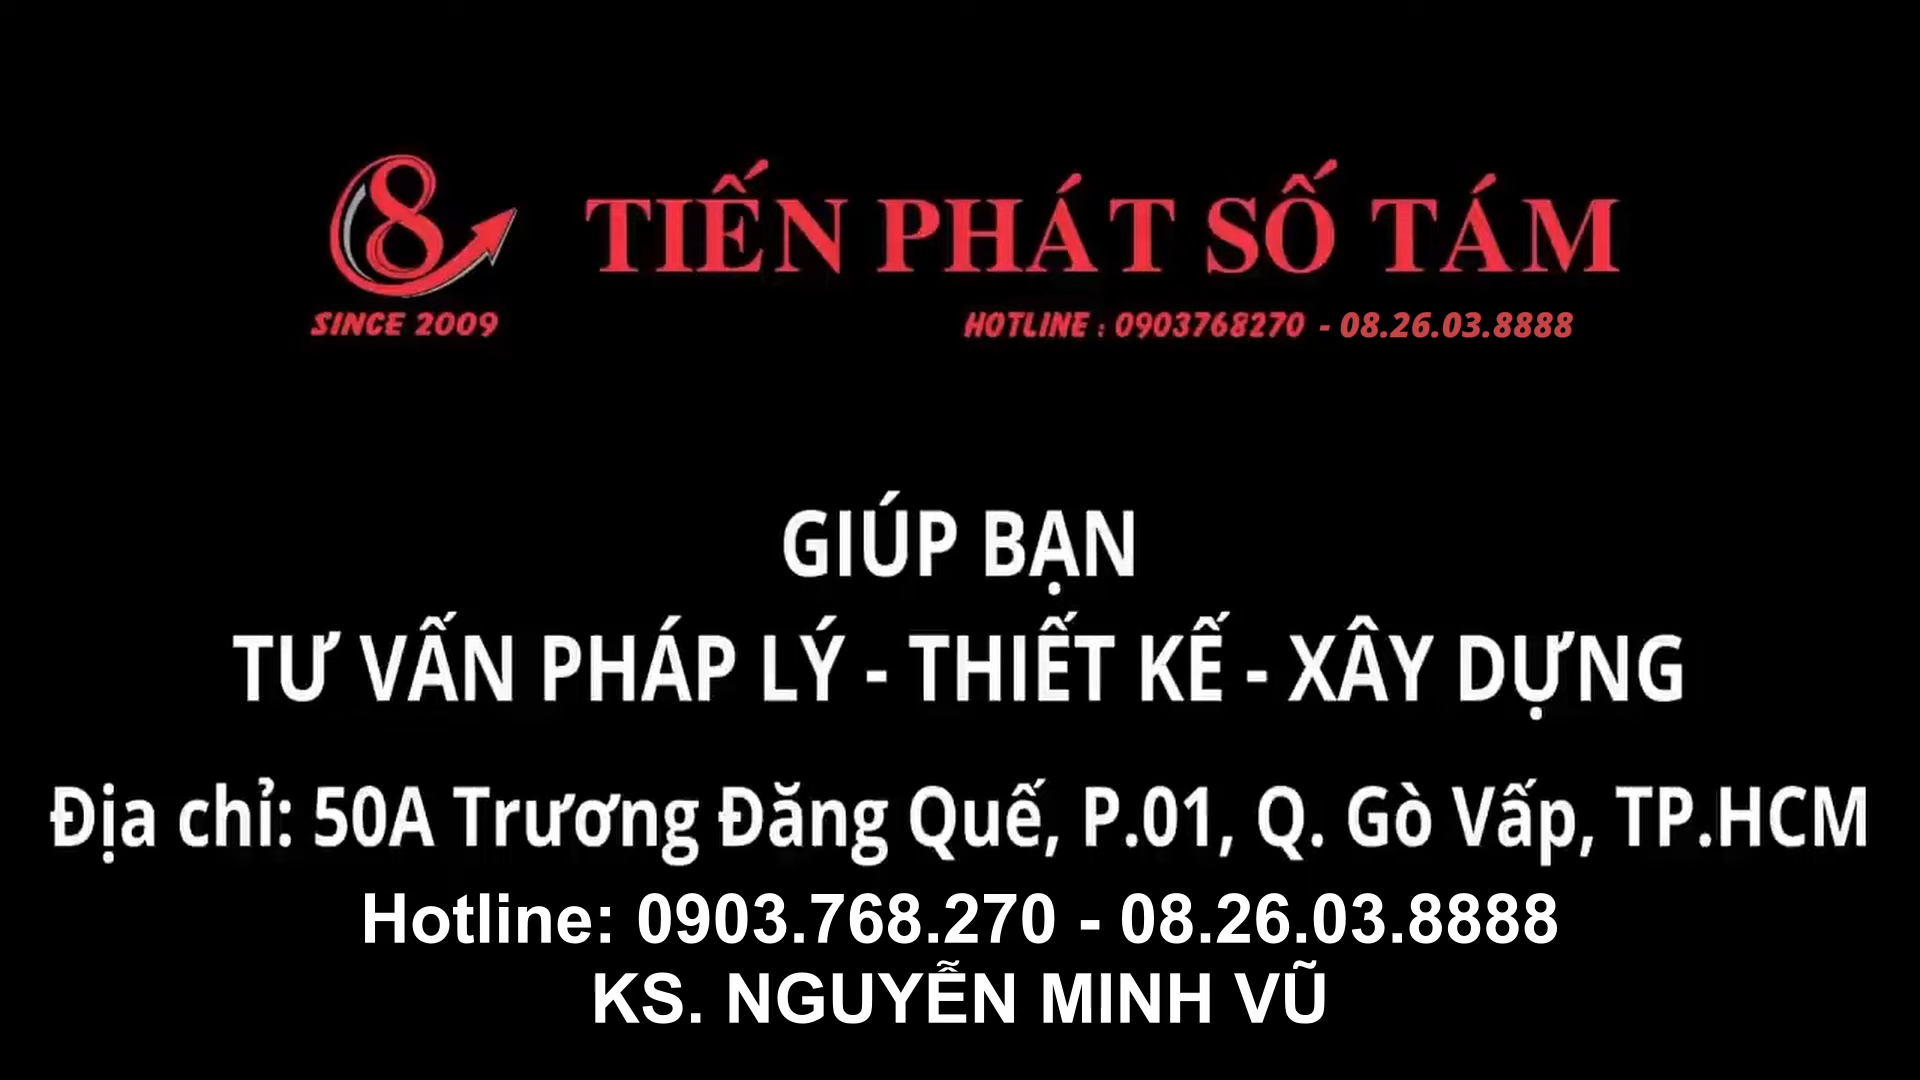 8
TIẾN PHÁT SỐ TÁM
SINCE 2009
HOTLINE : 0903768270 - 08.26.03.8888
GIÚP BẠN
TƯ VẤN PHÁP LÝ - THIẾT KẾ - XÂY DỰNG
Địa chỉ: 50A Trương Đăng Quế, P.01, Q. Gò Vấp, TP.HCM
Hotline: 0903.768.270 - 08.26.03.8888
KS. NGUYỄN MINH VŨ